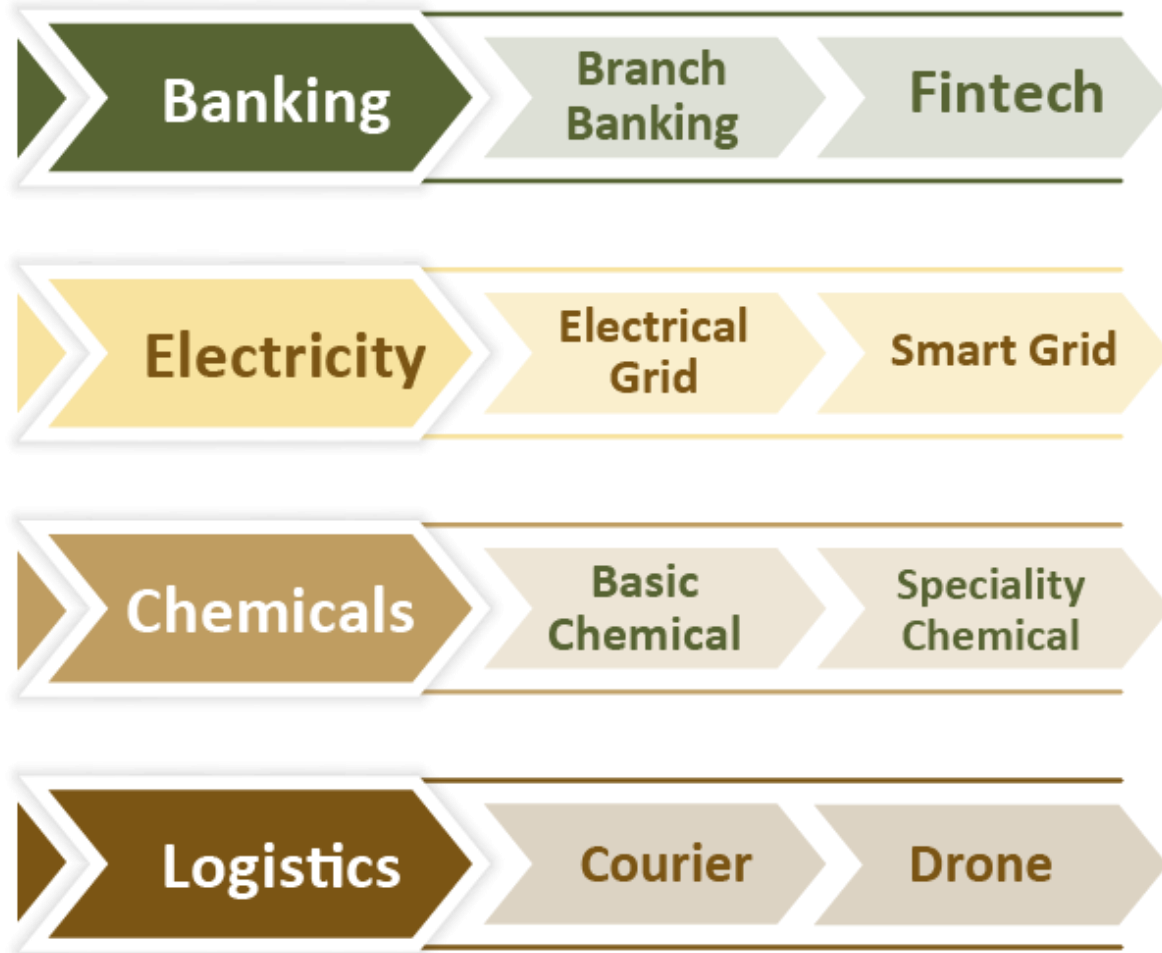 Banking
Branch
Banking
Fintech
Electricity
Electrical
Grid
Smart Grid
Chemicals
Basic
Chemical
Speciality
Chemical
Logistics
Courier
Drone